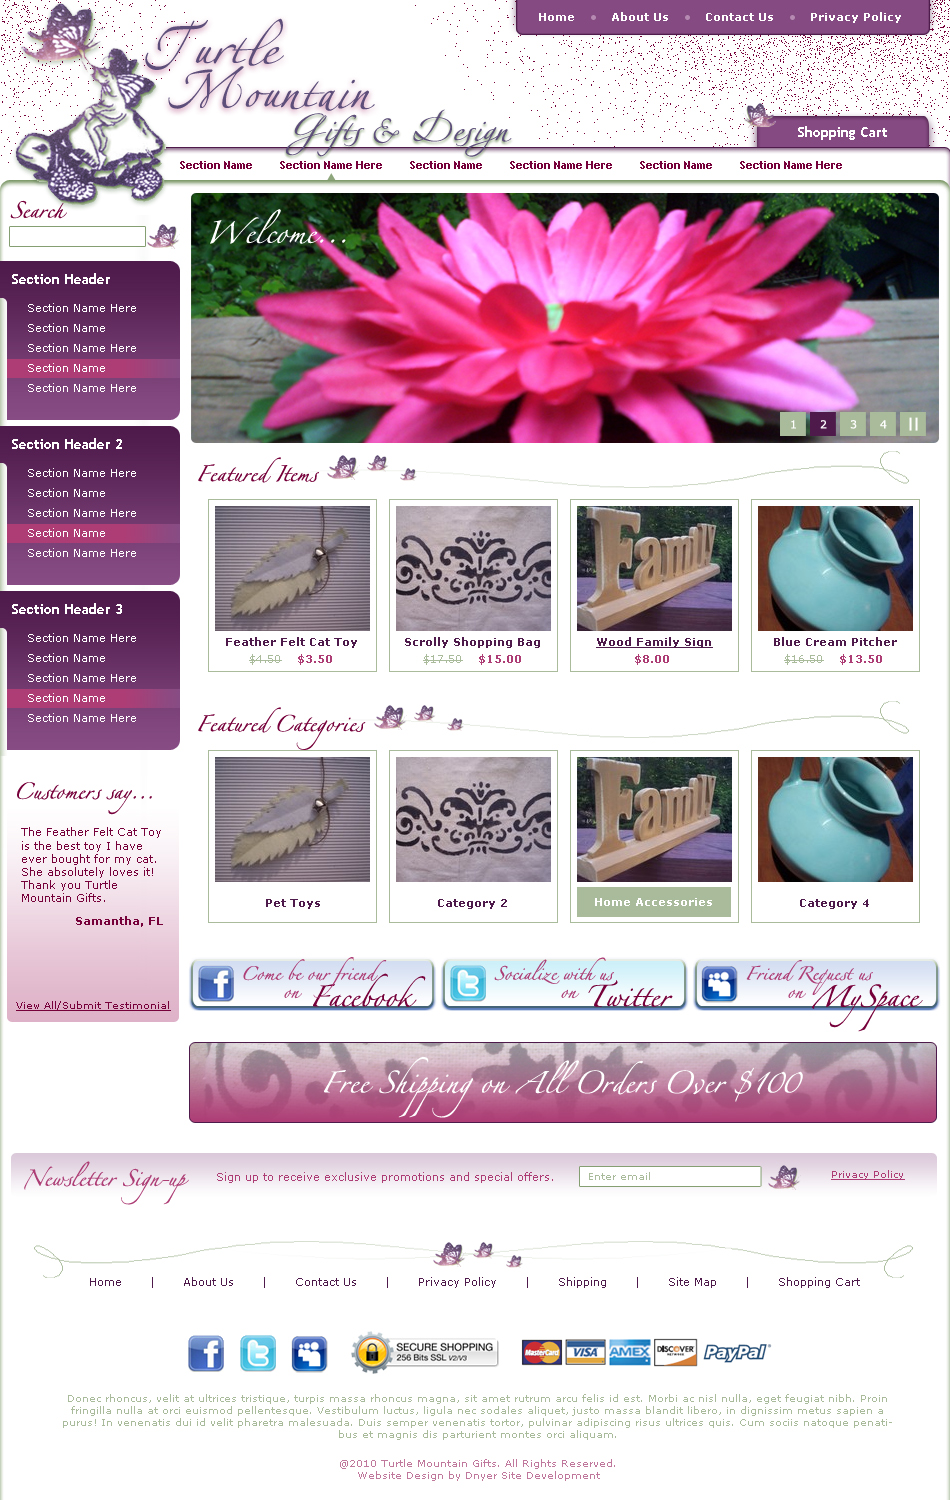 Home About Us Contact Us Privacy Policy
Turtle
Mountain
Gifts & Design
Shopping Cart
Section Name Section Name Here Section Name Section Name Here Section Name Section Name Here
Search
Welcome...
Section Header
Section Name Here
Section Name
Section Name Here
Section Name
Section Name Here
1 2 3 4
Section Header 2
Section Name Here
Section Name
Section Name Here
Section Name
Section Name Here
Section Header 3
Section Name Here
Section Name
Section Name Here
Section Name
Section Name Here
Customers say...
The Feather Felt Cat Toy
is the best toy I have
ever bought for my cat.
She absolutely loves it!
Thank you Turtle
Mountain Gifts.
Samantha, FL
View All/Submit Testimonial
Featured Items
Family
Feather Felt Cat Toy Scrolly Shopping Bag Wood Family Sign Blue Cream Pitcher
$4.50 $3.50 $17.50 $15.00 $8.00 $16.50 $13.50
Featured Categories
Family
Pet Toys Category 2 Home Accessories Category 4
Come be our friend
on Facebook
Socialize with us
on Twitter
Friend Request us
on MySpace
Free Shipping on All Orders Over $100
Newsletter Sign-up Sign up to receive exclusive promotions and special offers. Enter email Privacy Policy
Home | About Us | Contact Us | Privacy Policy | Shipping | Site Map | Shopping Cart
SECURE SHOPPING
256 Bits SSL V2/V3
MasterCard VISA AMEX DISCOVER NETWORK PayPal
Donec rhoncus, velit at ultrices tristique, turpis massa rhoncus magna, sit amet rutrum arcu felis id est. Morbi ac nisl nulla, eget feugiat nibh. Proin
fringilla nulla at orci euismod pellentesque. Vestibulum luctus, ligula nec sodales aliquet, justo massa blandit libero, in dignissim metus sapien a
purus! In venenatis dui id velit pharetra malesuada. Duis semper venenatis tortor, pulvinar adipiscing risus ultrices quis. Cum sociis natoque penati-
bus et magnis dis parturient montes orci aliquam.
@2010 Turtle Mountain Gifts. All Rights Reserved.
Website Design by Dnyer Site Development